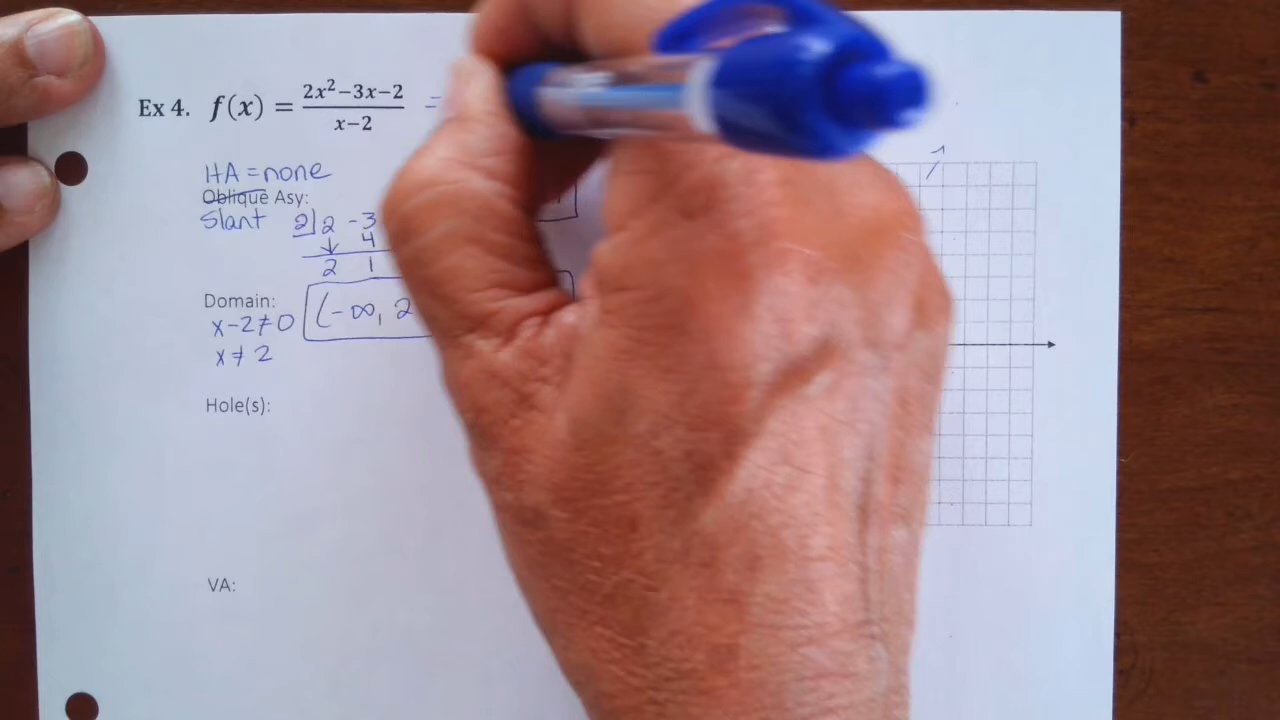 Ex 4. f(x) = (2x²−3x−2)/(x−2) =
HA = none
Oblique Asy:
Slant 2| 2 -3
↓ 4
2 1
Domain:
x-2≠0 (-∞, 2
x≠2
Hole(s):
VA: